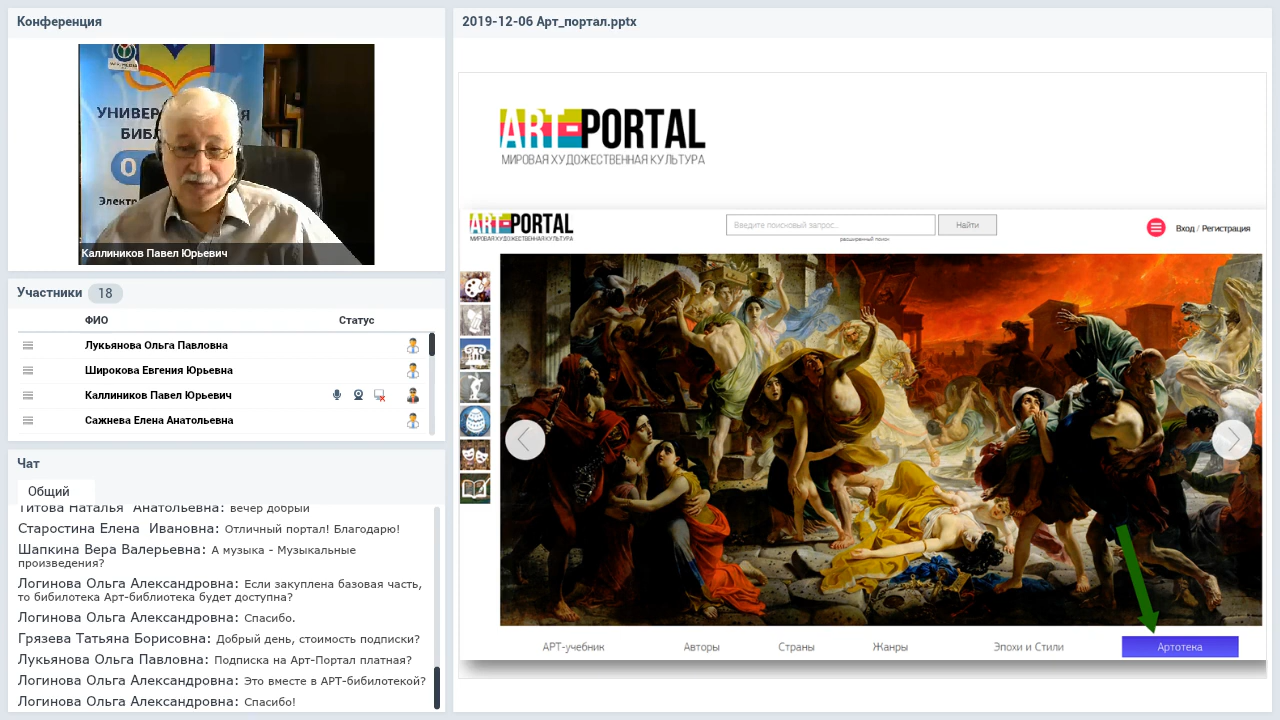 Конференция
УНИВЕР
АЯ
БИБЛ
Электр
Каллиников Павел Юрьевич
Участники 18
ФИО Статус
Лукьянова Ольга Павловна
Широкова Евгения Юрьевна
Каллиников Павел Юрьевич
Сажнева Елена Анатольевна
Чат
Общий
Титова Наталья Анатольевна: вечер добрый
Старостина Елена Ивановна: Отличный портал! Благодарю!
Шапкина Вера Валерьевна: А музыка - Музыкальные
произведения?
Логинова Ольга Александровна: Если закуплена базовая часть,
то бибилотека Арт-библиотека будет доступна?
Логинова Ольга Александровна: Спасибо.
Грязева Татьяна Борисовна: Добрый день, стоимость подписки?
Лукьянова Ольга Павловна: Подписка на Арт-Портал платная?
Логинова Ольга Александровна: Это вместе в АРТ-бибилотекой?
Логинова Ольга Александровна: Спасибо!
2019-12-06 Арт_портал.pptx
ART-PORTAL
МИРОВАЯ ХУДОЖЕСТВЕННАЯ КУЛЬТУРА
ART-PORTAL
МИРОВАЯ ХУДОЖЕСТВЕННАЯ КУЛЬТУРА
Введите поисковый запрос... Найти
расширенный поиск
Вход / Регистрация
АРТ-учебник Авторы Страны Жанры Эпохи и Стили Артотека